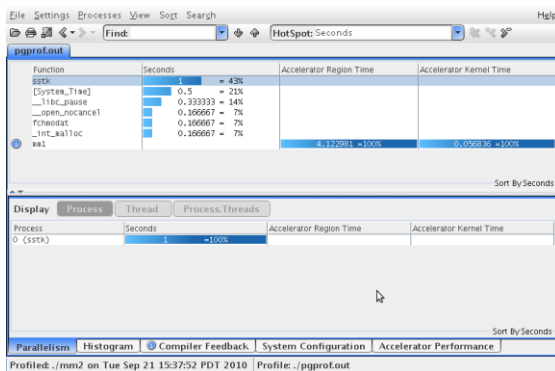 File Settings Processes View Sort Search Help
Find: HotSpot: Seconds
pgprof.out
Function Seconds Accelerator Region Time Accelerator Kernel Time
sstk 1 = 43%
[System_Time] 0.5 = 21%
__libc_pause 0.333333 = 14%
__open_nocancel 0.166667 = 7%
fchmodat 0.166667 = 7%
_int_malloc 0.166667 = 7%
mm1 4.122981 =100% 0.056836 =100%
Sort By Seconds
Display Process Thread Process.Threads
Process Seconds Accelerator Region Time Accelerator Kernel Time
0 (sstk) 1 =100%
Sort By Seconds
Parallelism Histogram Compiler Feedback System Configuration Accelerator Performance
Profiled: ./mm2 on Tue Sep 21 15:37:52 PDT 2010 Profile: ./pgprof.out